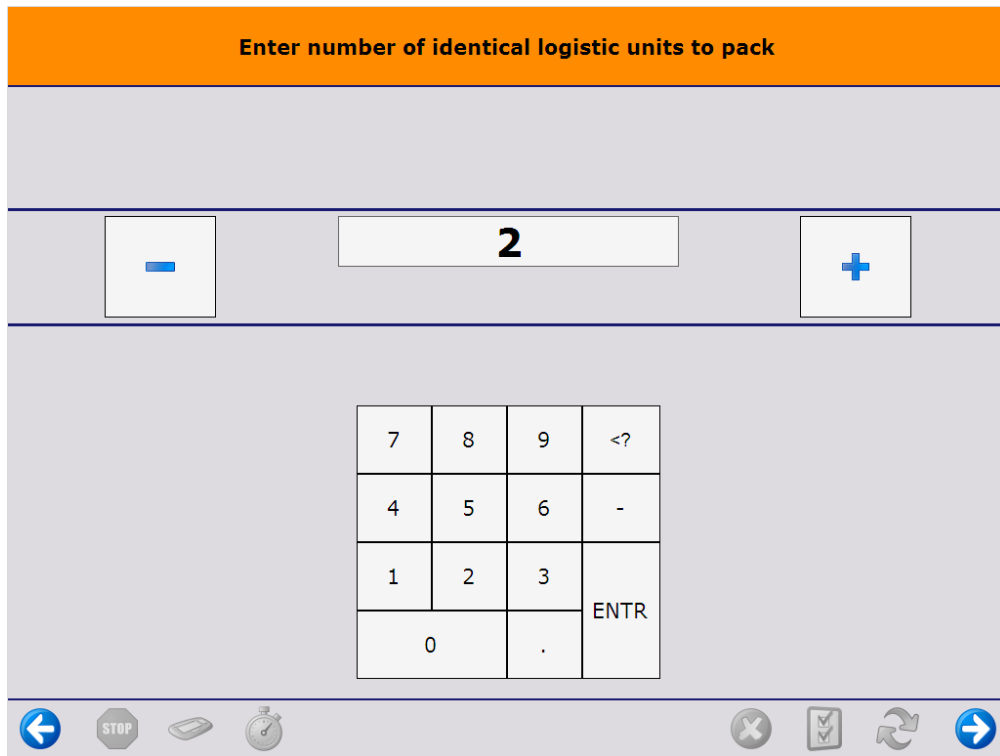 Enter number of identical logistic units to pack
2
7 8 9 <?
4 5 6 -
1 2 3
ENTR
0 .
STOP